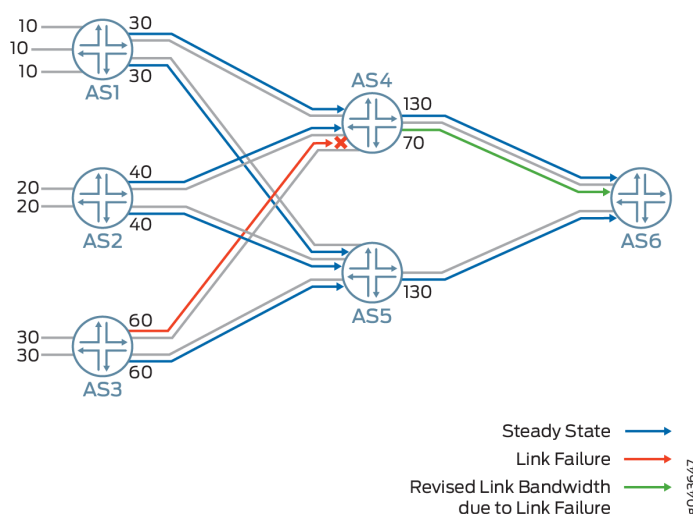 10
10
10
30
30
AS1
AS4
130
70
20
20
40
40
AS2
AS6
AS5
130
30
30
60
60
AS3
Steady State
Link Failure
Revised Link Bandwidth
due to Link Failure
g043647